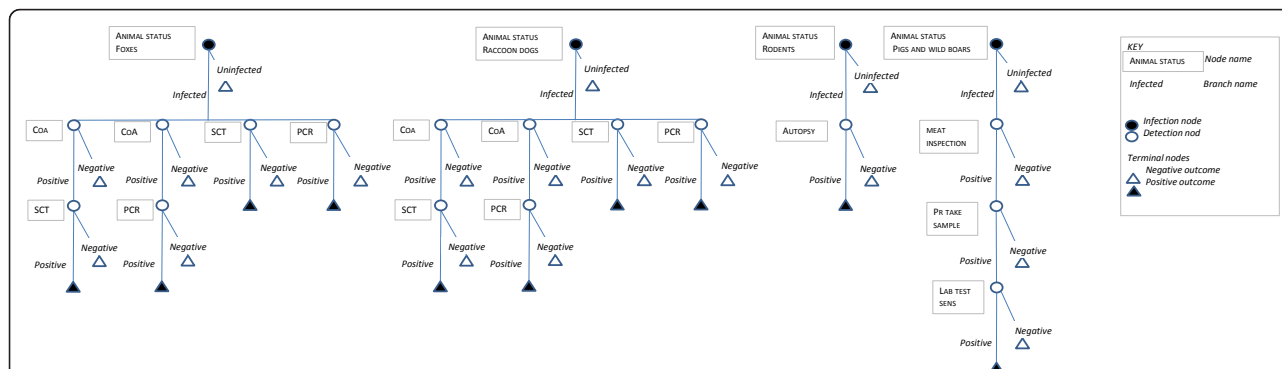 ANIMAL STATUS
FOXES
Uninfected
Infected
COA
COA
SCT
PCR
Negative
Negative
Negative
Negative
Positive
Positive
Positive
Positive
SCT
PCR
Negative
Negative
Positive
Positive
ANIMAL STATUS
RACCOON DOGS
Uninfected
Infected
COA
COA
SCT
PCR
Negative
Negative
Negative
Negative
Positive
Positive
Positive
Positive
SCT
PCR
Negative
Negative
Positive
Positive
ANIMAL STATUS
RODENTS
Uninfected
Infected
AUTOPSY
Negative
Positive
ANIMAL STATUS
PIGS AND WILD BOARS
Uninfected
Infected
MEAT
INSPECTION
Negative
Positive
PR TAKE
SAMPLE
Negative
Positive
LAB TEST
SENS
Negative
Positive
KEY
ANIMAL STATUS Node name
Infected Branch name
Infection node
Detection nod
Terminal nodes
Negative outcome
Positive outcome